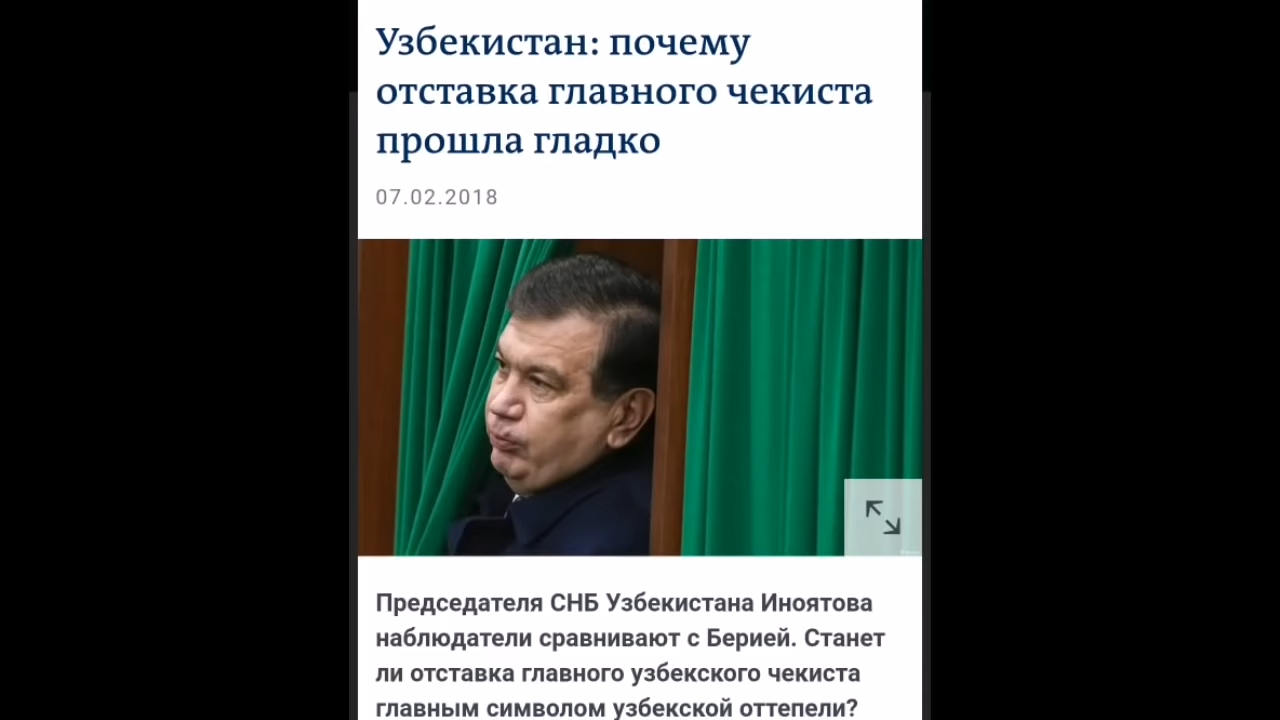 Узбекистан: почему
отставка главного чекиста
прошла гладко
07.02.2018
Председателя СНБ Узбекистана Иноятова
наблюдатели сравнивают с Берией. Станет
ли отставка главного узбекского чекиста
главным символом узбекской оттепели?